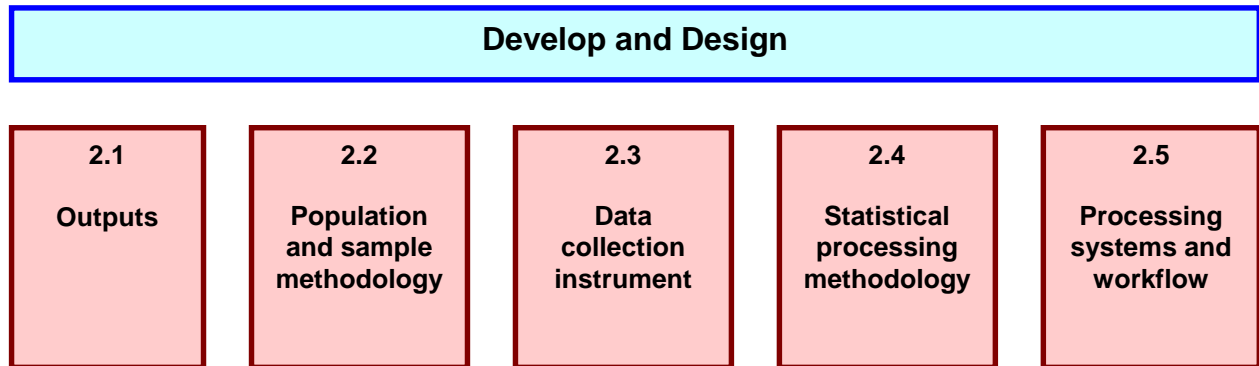 Develop and Design
2.1
Outputs
2.2
Population
and sample
methodology
2.3
Data
collection
instrument
2.4
Statistical
processing
methodology
2.5
Processing
systems and
workflow